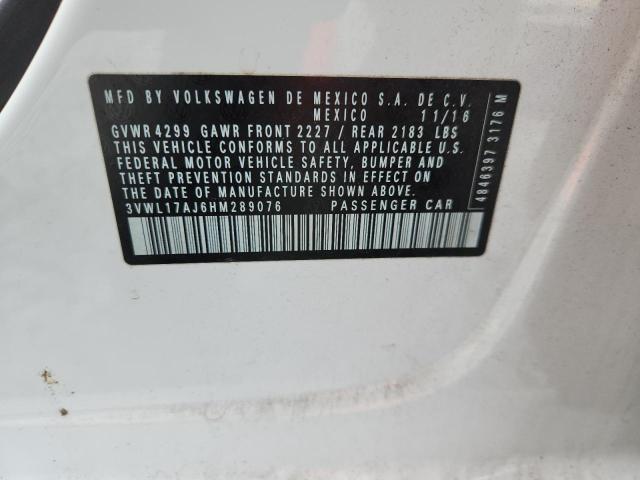 MFD BY VOLKSWAGEN DE MEXICO S.A. DE C.V.
MEXICO 11/16
GVWR 4299 GAWR FRONT 2227 / REAR 2183 LBS
THIS VEHICLE CONFORMS TO ALL APPLICABLE U.S.
FEDERAL MOTOR VEHICLE SAFETY, BUMPER AND
THEFT PREVENTION STANDARDS IN EFFECT ON
THE DATE OF MANUFACTURE SHOWN ABOVE.
3VWL17AJ6HM289076 PASSENGER CAR
4846397 3176 M